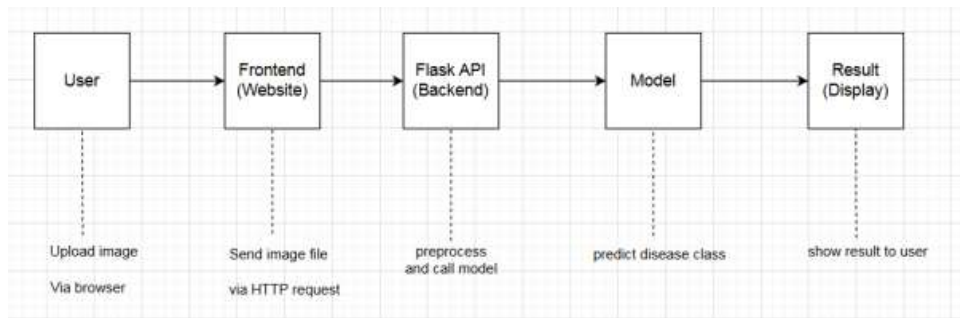 User
Frontend
(Website)
Flask API
(Backend)
Model
Result
(Display)
Upload image
Via browser
Send image file
via HTTP request
preprocess
and call model
predict disease class
show result to user